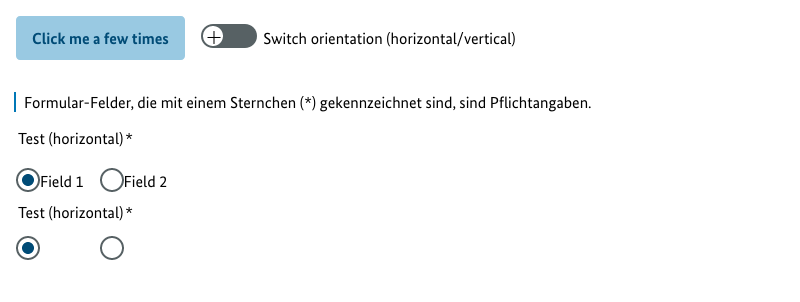 Click me a few times
Switch orientation (horizontal/vertical)
Formular-Felder, die mit einem Sternchen (*) gekennzeichnet sind, sind Pflichtangaben.
Test (horizontal)*
Field 1 Field 2
Test (horizontal)*